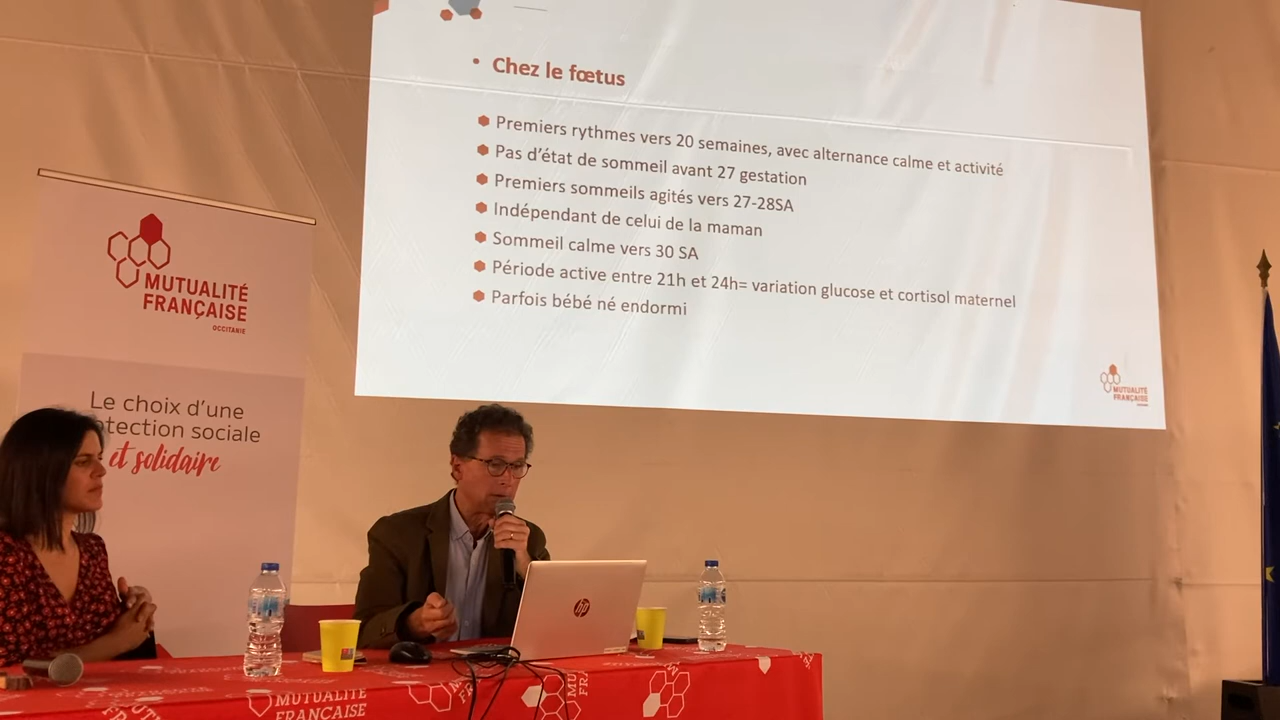 • Chez le fœtus
Premiers rythmes vers 20 semaines, avec alternance calme et activité
Pas d'état de sommeil avant 27 gestation
Premiers sommeils agités vers 27-28SA
Indépendant de celui de la maman
Sommeil calme vers 30 SA
Période active entre 21h et 24h= variation glucose et cortisol maternel
Parfois bébé né endormi
MUTUALITÉ
FRANÇAISE
OCCITANIE
MUTUALITÉ
FRANÇAISE
OCCITANIE
Le choix d'une
tection sociale
et solidaire
hp
MUTUALITÉ
FRANÇAISE